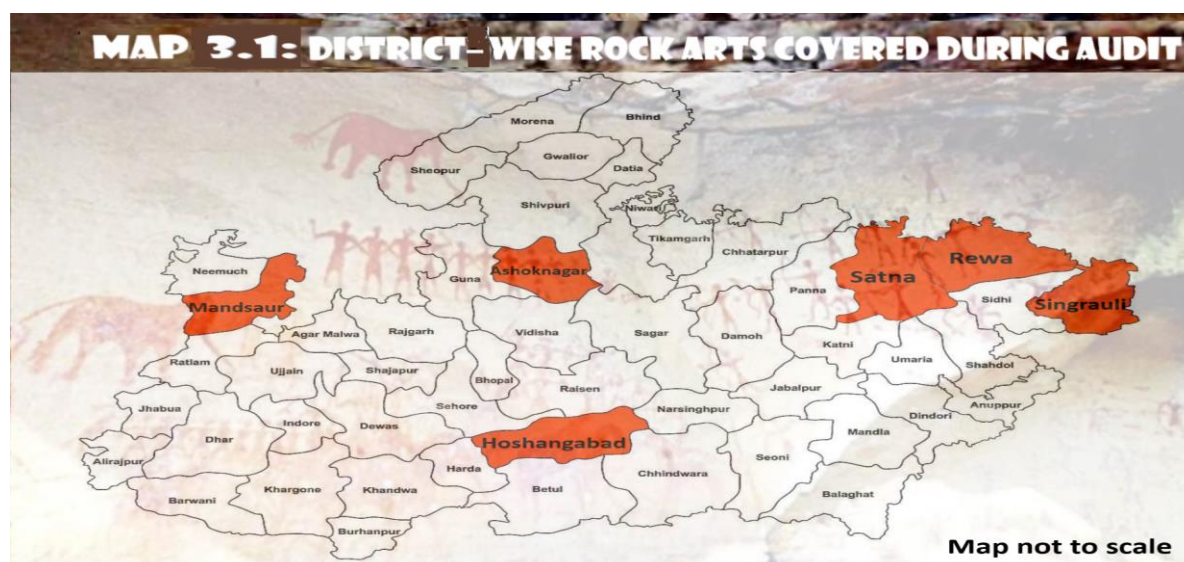 MAP 3.1: DISTRICT– WISE ROCK ARTS COVERED DURING AUDIT
Morena
Bhind
Gwalior
Sheopur
Datia
Shivpuri
Niwari
Tikamgarh
Chhatarpur
Neemuch
Guna
Ashoknagar
Mandsaur
Panna
Satna
Rewa
Sidhi
Singrauli
Agar Malwa
Rajgarh
Vidisha
Sagar
Damoh
Katni
Umaria
Shahdol
Ratlam
Ujjain
Shajapur
Bhopal
Raisen
Jabalpur
Anuppur
Jhabua
Sehore
Narsinghpur
Dindori
Indore
Dewas
Dhar
Hoshangabad
Mandla
Alirajpur
Harda
Seoni
Chhindwara
Barwani
Khargone
Khandwa
Betul
Balaghat
Burhanpur
Map not to scale